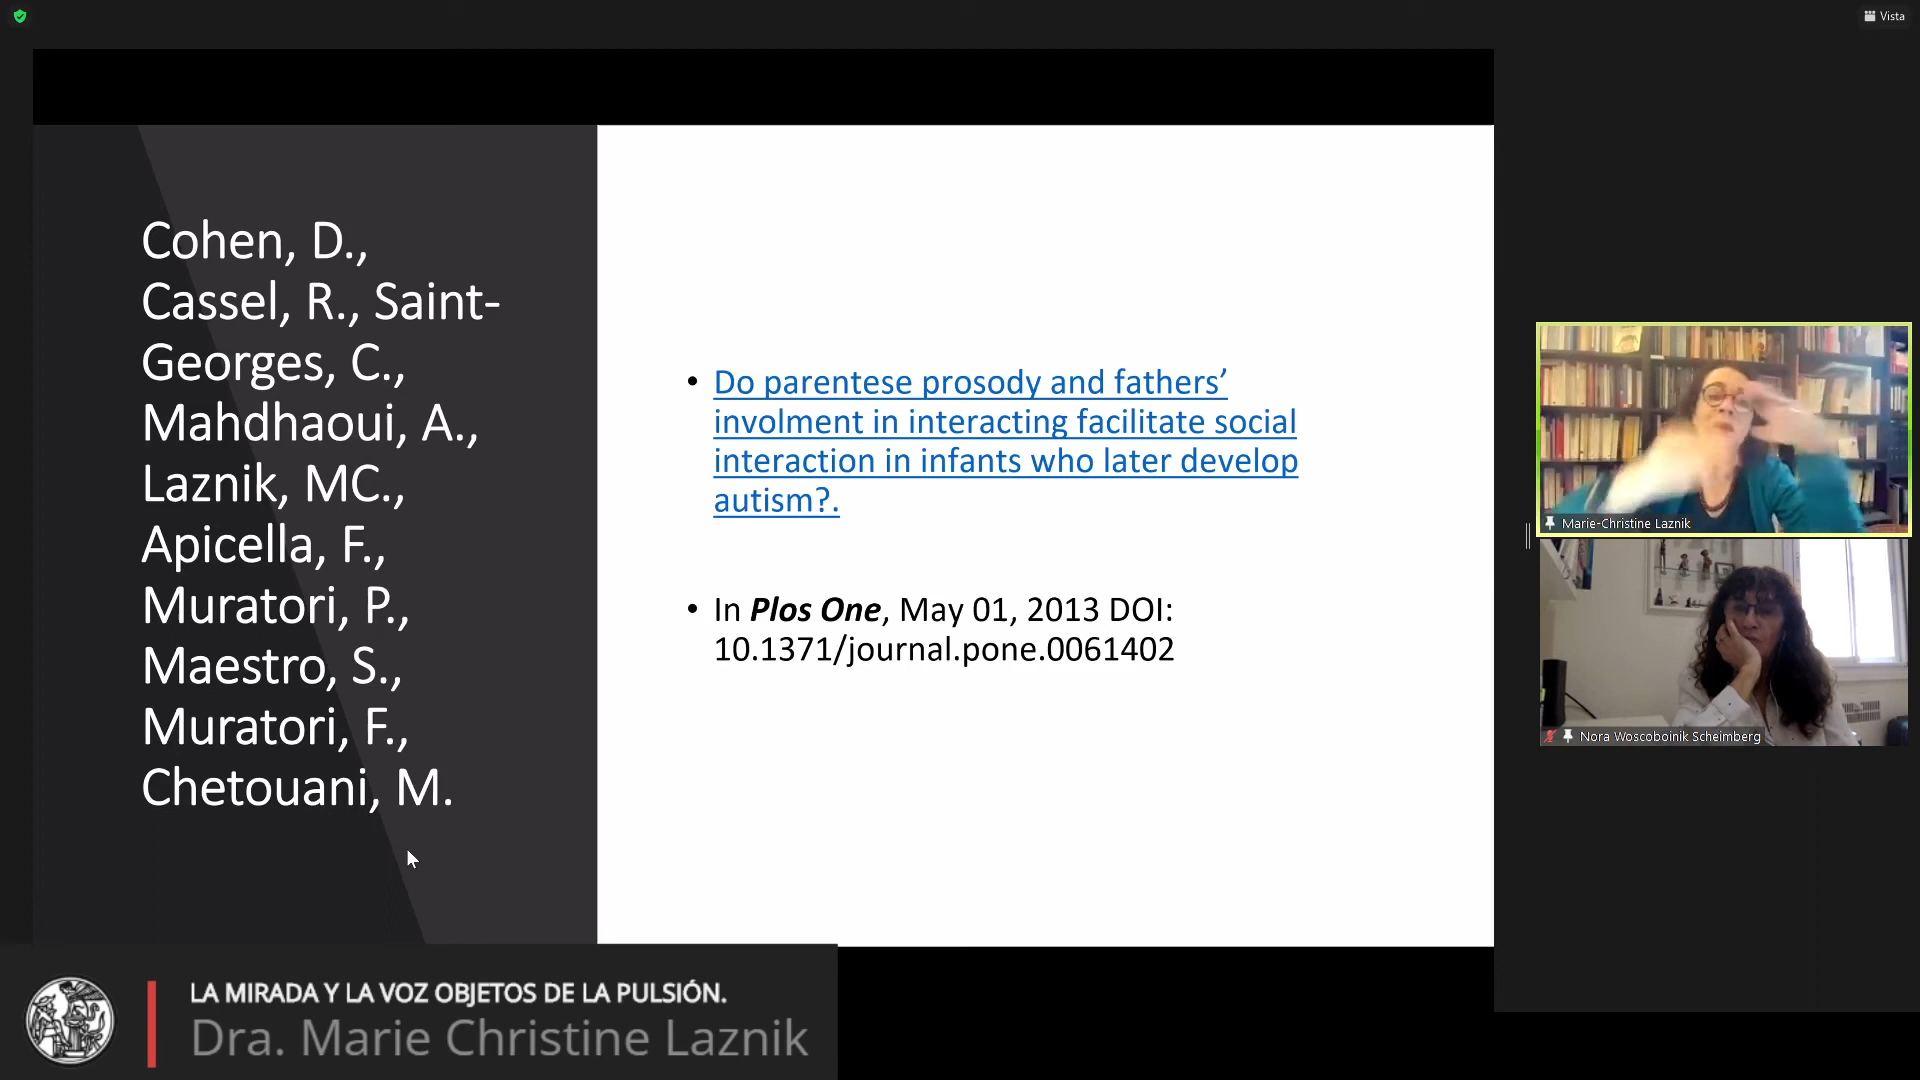 Vista
Cohen, D.,
Cassel, R., Saint-
Georges, C.,
Mahdhaoui, A.,
Laznik, MC.,
Apicella, F.,
Muratori, P.,
Maestro, S.,
Muratori, F.,
Chetouani, M.
• Do parentese prosody and fathers’
involment in interacting facilitate social
interaction in infants who later develop
autism?.
• In Plos One, May 01, 2013 DOI:
10.1371/journal.pone.0061402
Marie-Christine Laznik
Nora Woscoboinik Scheimberg
LA MIRADA Y LA VOZ OBJETOS DE LA PULSIÓN.
Dra. Marie Christine Laznik